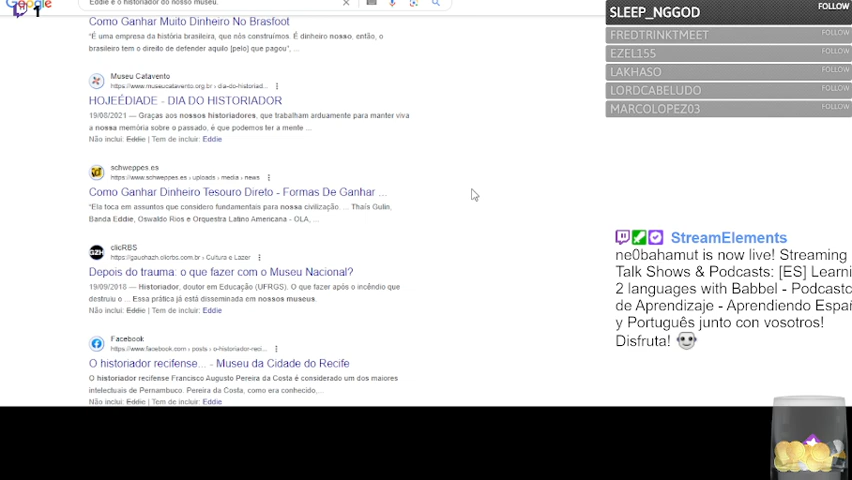 Google
1
Eddie é o historiador do nosso museu.
Como Ganhar Muito Dinheiro No Brasfoot
"É uma empresa da história brasileira, que nós construímos. É dinheiro nosso, então, o
brasileiro tem o direito de defender aquilo [pelo] que pagou", ...
Museu Catavento
https://www.museucatavento.org.br › dia-do-historiad...
HOJEÉDIADE - DIA DO HISTORIADOR
19/08/2021 — Graças aos nossos historiadores, que trabalham arduamente para manter viva
a nossa memória sobre o passado, é que podemos ter a mente ...
Não inclui: Eddie | Tem de incluir: Eddie
schweppes.es
https://www.schweppes.es › uploads › media › news
Como Ganhar Dinheiro Tesouro Direto - Formas De Ganhar ...
"Ela toca em assuntos que considero fundamentais para nossa civilização. ... Thaís Gulin,
Banda Eddie, Oswaldo Rios e Orquestra Latino Americana - OLA, ...
GZH
clicRBS
https://gauchazh.clicrbs.com.br › Cultura e Lazer
Depois do trauma: o que fazer com o Museu Nacional?
19/09/2018 — Historiador, doutor em Educação (UFRGS). O que fazer após o incêndio que
destruiu o ... Essa prática já está disseminada em nossos museus.
Não inclui: Eddie | Tem de incluir: Eddie
Facebook
https://www.facebook.com › posts › o-historiador-reci...
O historiador recifense... - Museu da Cidade do Recife
O historiador recifense Francisco Augusto Pereira da Costa é considerado um dos maiores
intelectuais de Pernambuco. Pereira da Costa, como era conhecido,...
Não inclui: Eddie | Tem de incluir: Eddie
SLEEP_NGGOD FOLLOW
FREDTRINKTMEET FOLLOW
EZEL155 FOLLOW
LAKHASO FOLLOW
LORDCABELUDO FOLLOW
MARCOLOPEZ03 FOLLOW
StreamElements
ne0bahamut is now live! Streaming
Talk Shows & Podcasts: [ES] Learni
2 languages with Babbel - Podcasto
de Aprendizaje - Aprendiendo Espa
y Português junto con vosotros!
Disfruta!